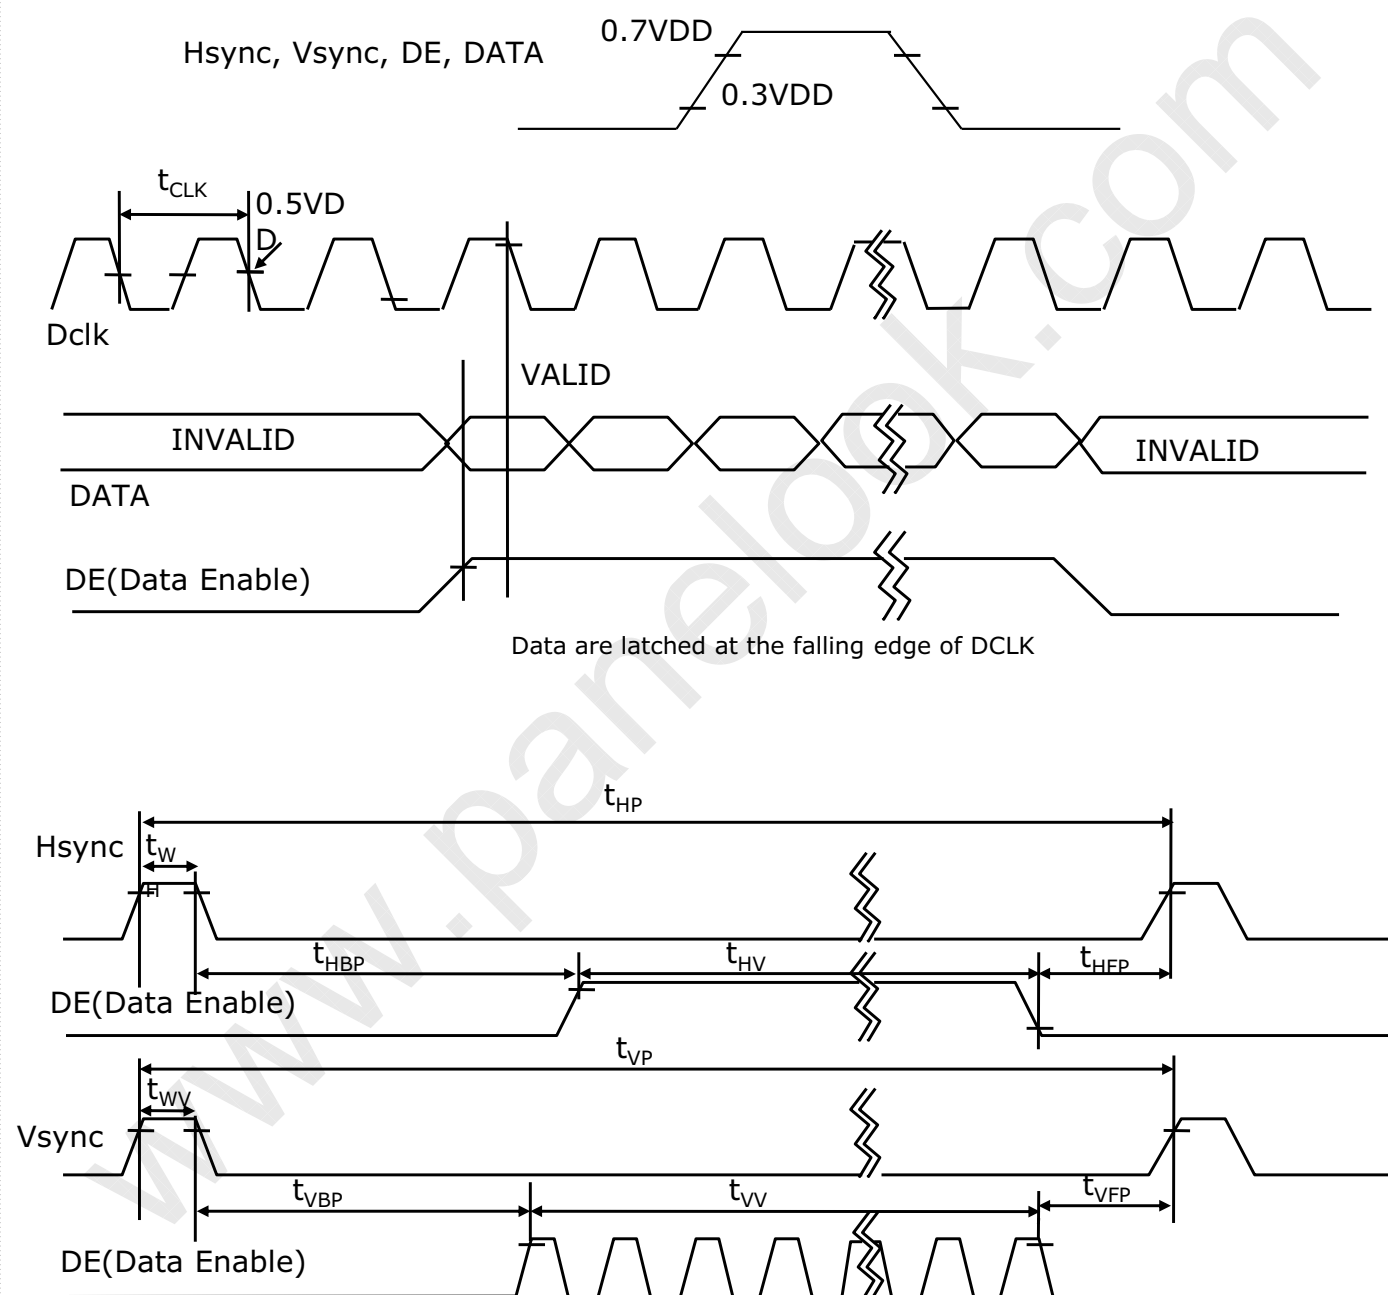 0.7VDD
Hsync, Vsync, DE, DATA
0.3VDD
tCLK
0.5VD
D
Dclk
VALID
INVALID
INVALID
DATA
DE(Data Enable)
Data are latched at the falling edge of DCLK
tHP
Hsync
tW
H
tHBP
tHV
tHFP
DE(Data Enable)
tVP
tWV
Vsync
tVBP
tVV
tVFP
DE(Data Enable)
www.panelook.com